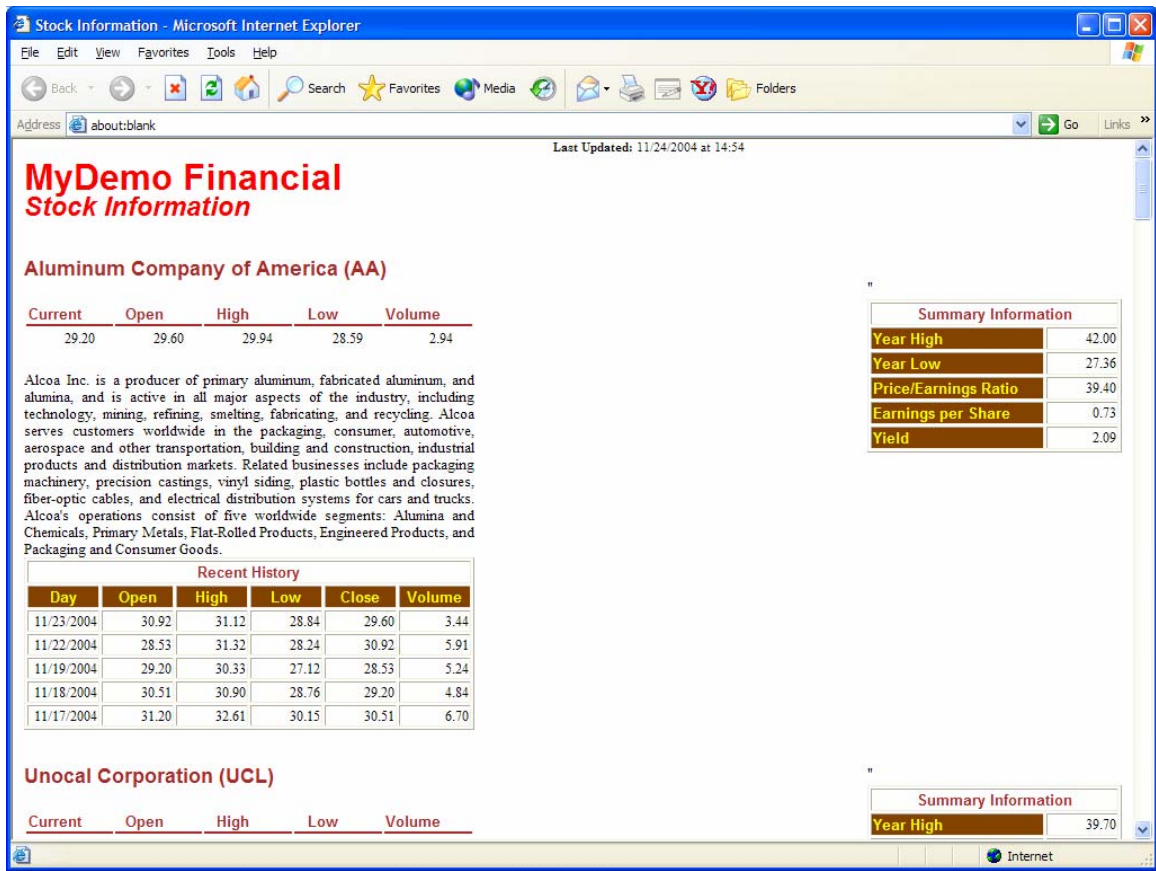 Stock Information - Microsoft Internet Explorer
File Edit View Favorites Tools Help
Back Search Favorites Media Folders
Address about:blank Go Links »
Last Updated: 11/24/2004 at 14:54
MyDemo Financial
Stock Information
Aluminum Company of America (AA)
"
Current Open High Low Volume
29.20 29.60 29.94 28.59 2.94
Summary Information
Year High 42.00
Year Low 27.36
Price/Earnings Ratio 39.40
Earnings per Share 0.73
Yield 2.09
Alcoa Inc. is a producer of primary aluminum, fabricated aluminum, and
alumina, and is active in all major aspects of the industry, including
technology, mining, refining, smelting, fabricating, and recycling. Alcoa
serves customers worldwide in the packaging, consumer, automotive,
aerospace and other transportation, building and construction, industrial
products and distribution markets. Related businesses include packaging
machinery, precision castings, vinyl siding, plastic bottles and closures,
fiber-optic cables, and electrical distribution systems for cars and trucks.
Alcoa's operations consist of five worldwide segments: Alumina and
Chemicals, Primary Metals, Flat-Rolled Products, Engineered Products, and
Packaging and Consumer Goods.
Recent History
Day Open High Low Close Volume
11/23/2004 30.92 31.12 28.84 29.60 3.44
11/22/2004 28.53 31.32 28.24 30.92 5.91
11/19/2004 29.20 30.33 27.12 28.53 5.24
11/18/2004 30.51 30.90 28.76 29.20 4.84
11/17/2004 31.20 32.61 30.15 30.51 6.70
Unocal Corporation (UCL)
"
Current Open High Low Volume
Summary Information
Year High 39.70
Internet